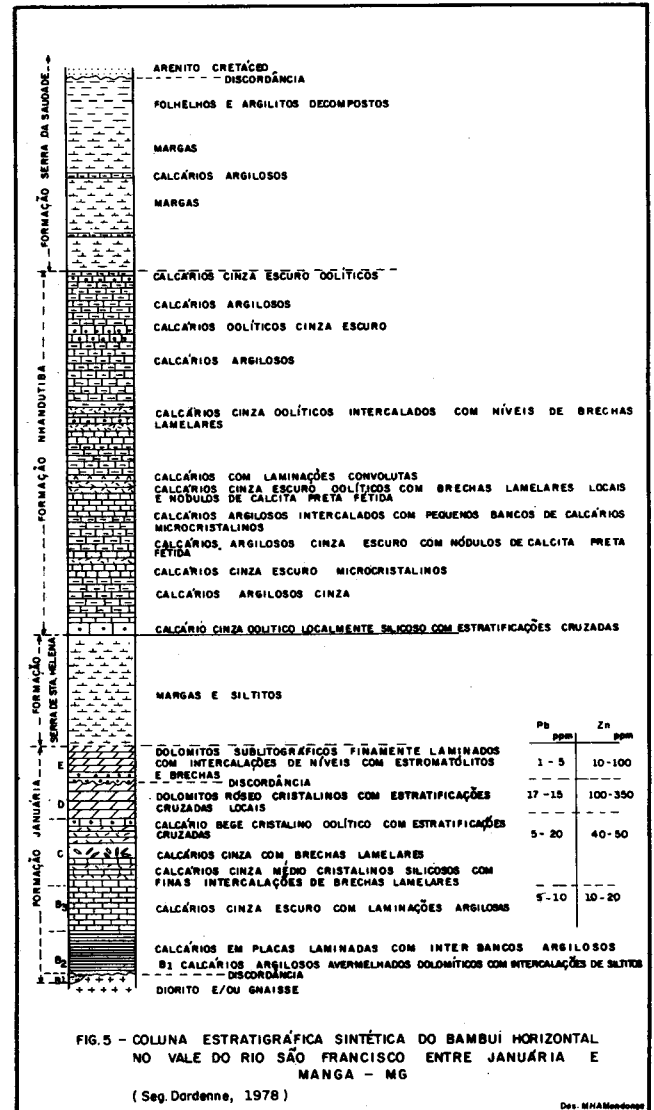 ARENITO CRETÁCEO
DISCORDÂNCIA
FOLHELHOS E ARGILITOS DECOMPOSTOS
MARGAS
CALCÁRIOS ARGILOSOS
MARGAS
FORMAÇÃO SERRA DA SAUDADE
CALCÁRIOS CINZA ESCURO OOLÍTICOS
CALCÁRIOS ARGILOSOS
CALCÁRIOS OOLÍTICOS CINZA ESCURO
CALCÁRIOS ARGILOSOS
CALCÁRIOS CINZA OOLÍTICOS INTERCALADOS COM NÍVEIS DE BRECHAS
LAMELARES
CALCÁRIOS COM LAMINAÇÕES CONVOLUTAS
CALCÁRIOS CINZA ESCURO OOLÍTICOS COM BRECHAS LAMELARES LOCAIS
E NÓDULOS DE CALCITA PRETA FÉTIDA
CALCÁRIOS ARGILOSOS INTERCALADOS COM PEQUENOS BANCOS DE CALCÁRIOS
MICROCRISTALINOS
CALCÁRIOS ARGILOSOS CINZA ESCURO COM NÓDULOS DE CALCITA PRETA
FÉTIDA
CALCÁRIOS CINZA ESCURO MICROCRISTALINOS
CALCÁRIOS ARGILOSOS CINZA
CALCÁRIO CINZA OOLITICO LOCALMENTE SILICOSO COM ESTRATIFICAÇÕES CRUZADAS
FORMAÇÃO NHANDUTIBA
MARGAS E SILTITOS
FORMAÇÃO
SERRA DE STA. HELENA
Pb Zn
ppm ppm
E DOLOMITOS SUBLITOGRÁFICOS FINAMENTE LAMINADOS
COM INTERCALAÇÕES DE NÍVEIS COM ESTROMATÓLITOS 1-5 10-100
E BRECHAS
DISCORDÂNCIA
D DOLOMITOS RÓSEO CRISTALINOS COM ESTRATIFICAÇÕES 17-15 100-350
CRUZADAS LOCAIS
CALCÁRIO BEGE CRISTALINO OOLÍTICO COM ESTRATIFICAÇÕES
CRUZADAS 5-20 40-50
C CALCÁRIOS CINZA COM BRECHAS LAMELARES
CALCÁRIOS CINZA MÉDIO CRISTALINOS SILICOSOS COM
FINAS INTERCALAÇÕES DE BRECHAS LAMELARES
B3 CALCÁRIOS CINZA ESCURO COM LAMINAÇÕES ARGILOSAS 5-10 10-20
CALCÁRIOS EM PLACAS LAMINADAS COM INTER BANCOS ARGILOSOS
B2 B1 CALCÁRIOS ARGILOSOS AVERMELHADOS DOLOMÍTICOS COM INTERCALAÇÕES DE SILTITOS
DISCORDÂNCIA
B1 DIORITO E/OU GNAISSE
FORMAÇÃO JANUÁRIA
FIG. 5 - COLUNA ESTRATIGRÁFICA SINTÉTICA DO BAMBUÍ HORIZONTAL
NO VALE DO RIO SÃO FRANCISCO ENTRE JANUÁRIA E
MANGA - MG
(Seg. Dardenne, 1978)
Des. MHAMendonça